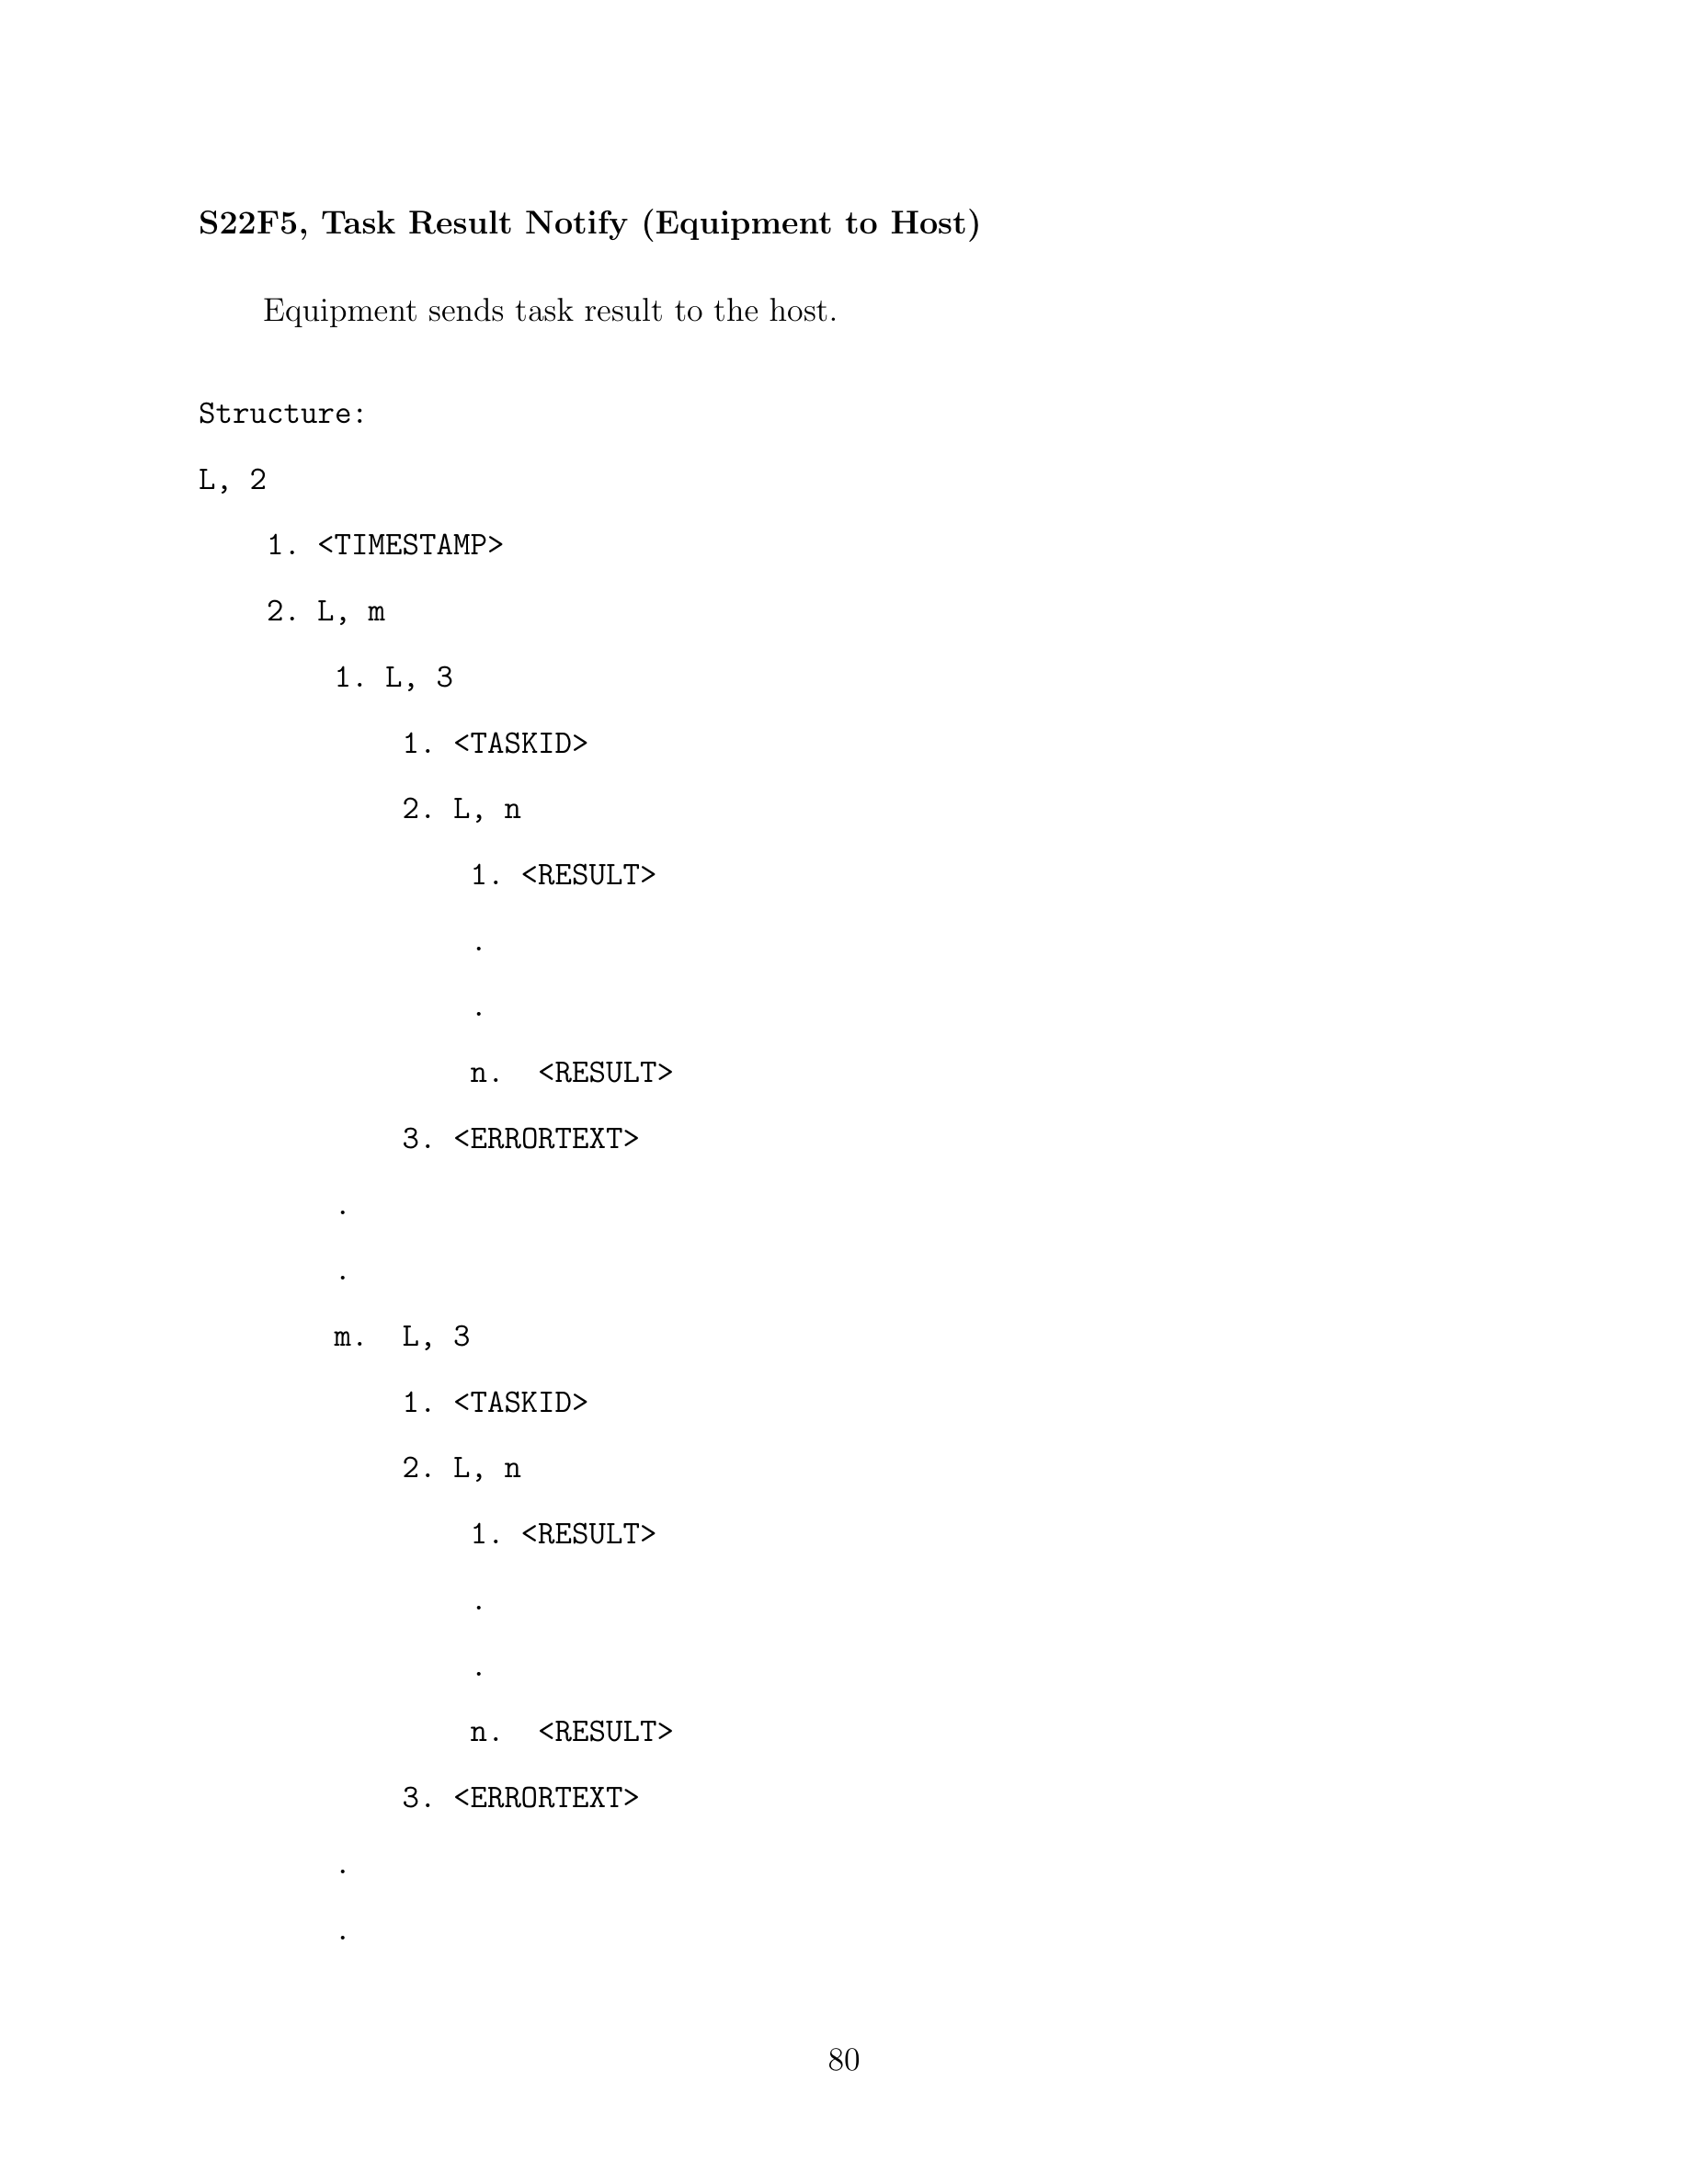 S22F5, Task Result Notify (Equipment to Host)
Equipment sends task result to the host.
Structure:
L, 2
1. <TIMESTAMP>
2. L, m
1. L, 3
1. <TASKID>
2. L, n
1. <RESULT>
.
.
n.  <RESULT>
3. <ERRORTEXT>
.
.
m.  L, 3
1. <TASKID>
2. L, n
1. <RESULT>
.
.
n.  <RESULT>
3. <ERRORTEXT>
.
.
80